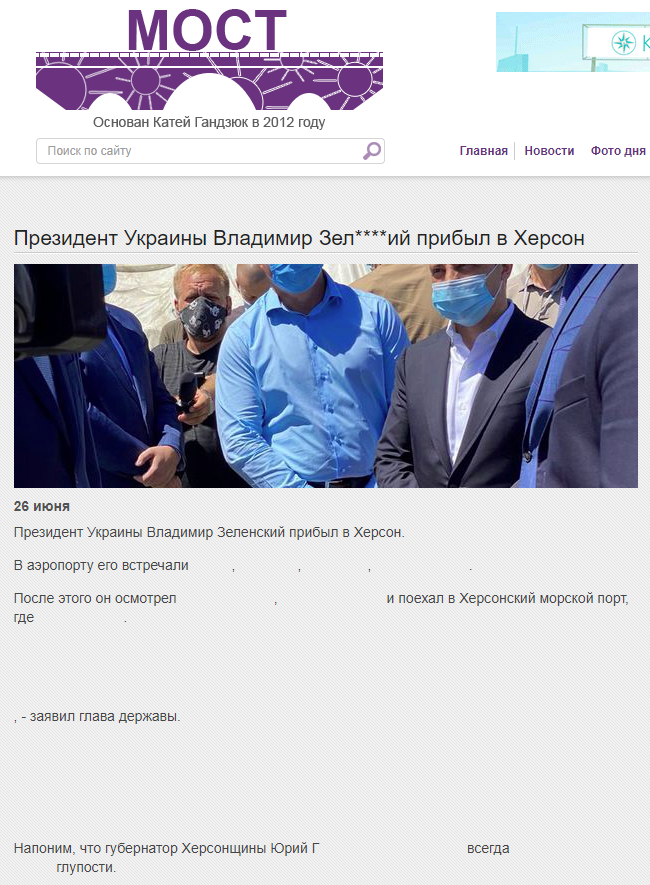 МОСТ
Основан Катей Гандзюк в 2012 году
Поиск по сайту
Главная
Новости
Фото дня
К
Президент Украины Владимир Зел****ий прибыл в Херсон
26 июня
Президент Украины Владимир Зеленский прибыл в Херсон.
В аэропорту его встречали , , , .
После этого он осмотрел , и поехал в Херсонский морской порт,
где .
, - заявил глава державы.
Напоним, что губернатор Херсонщины Юрий Г всегда
глупости.